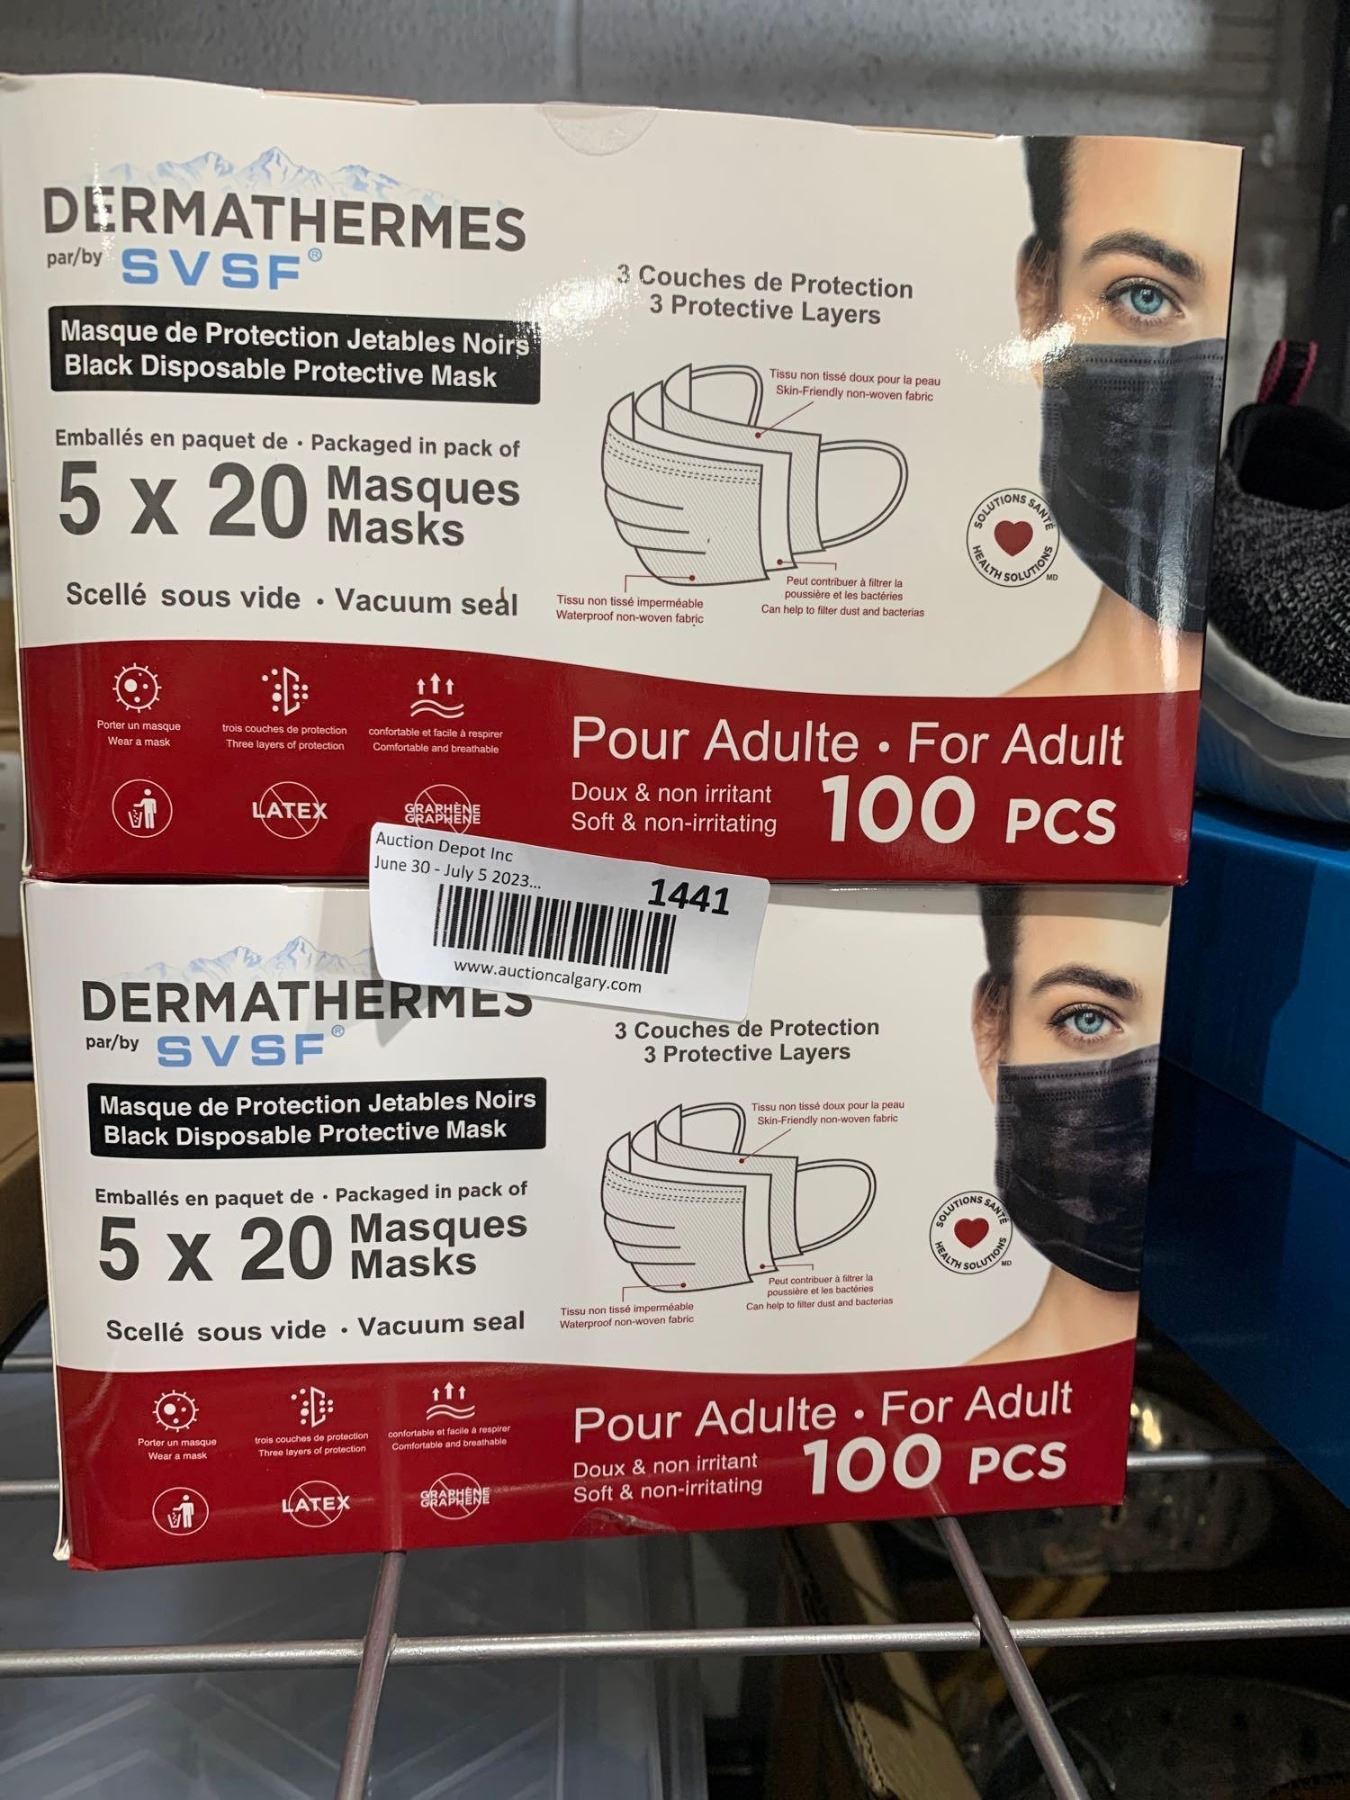 DERMATHERMES
par/by SVSF®
Masque de Protection Jetables Noirs
Black Disposable Protective Mask
Emballés en paquet de · Packaged in pack of
5 x 20 Masques
Masks
Scellé sous vide · Vacuum seal
3 Couches de Protection
3 Protective Layers
Tissu non tissé doux pour la peau
Skin-Friendly non-woven fabric
Tissu non tissé imperméable
Waterproof non-woven fabric
Peut contribuer à filtrer la
poussière et les bactéries
Can help to filter dust and bacterias
SOLUTIONS SANTÉ
HEALTH SOLUTIONS
MD
Porter un masque
Wear a mask
trois couches de protection
Three layers of protection
confortable et facile à respirer
Comfortable and breathable
LATEX
GRAPHÈNE
GRAPHENE
Pour Adulte · For Adult
Doux & non irritant
Soft & non-irritating
100 PCS
Auction Depot Inc
June 30 - July 5 2023...
1441
www.auctioncalgary.com
DERMATHERMES
par/by SVSF®
Masque de Protection Jetables Noirs
Black Disposable Protective Mask
Emballés en paquet de · Packaged in pack of
5 x 20 Masques
Masks
Scellé sous vide · Vacuum seal
3 Couches de Protection
3 Protective Layers
Tissu non tissé doux pour la peau
Skin-Friendly non-woven fabric
Tissu non tissé imperméable
Waterproof non-woven fabric
Peut contribuer à filtrer la
poussière et les bactéries
Can help to filter dust and bacterias
SOLUTIONS SANTÉ
HEALTH SOLUTIONS
MD
Porter un masque
Wear a mask
trois couches de protection
Three layers of protection
confortable et facile à respirer
Comfortable and breathable
LATEX
GRAPHÈNE
GRAPHENE
Pour Adulte · For Adult
Doux & non irritant
Soft & non-irritating
100 PCS